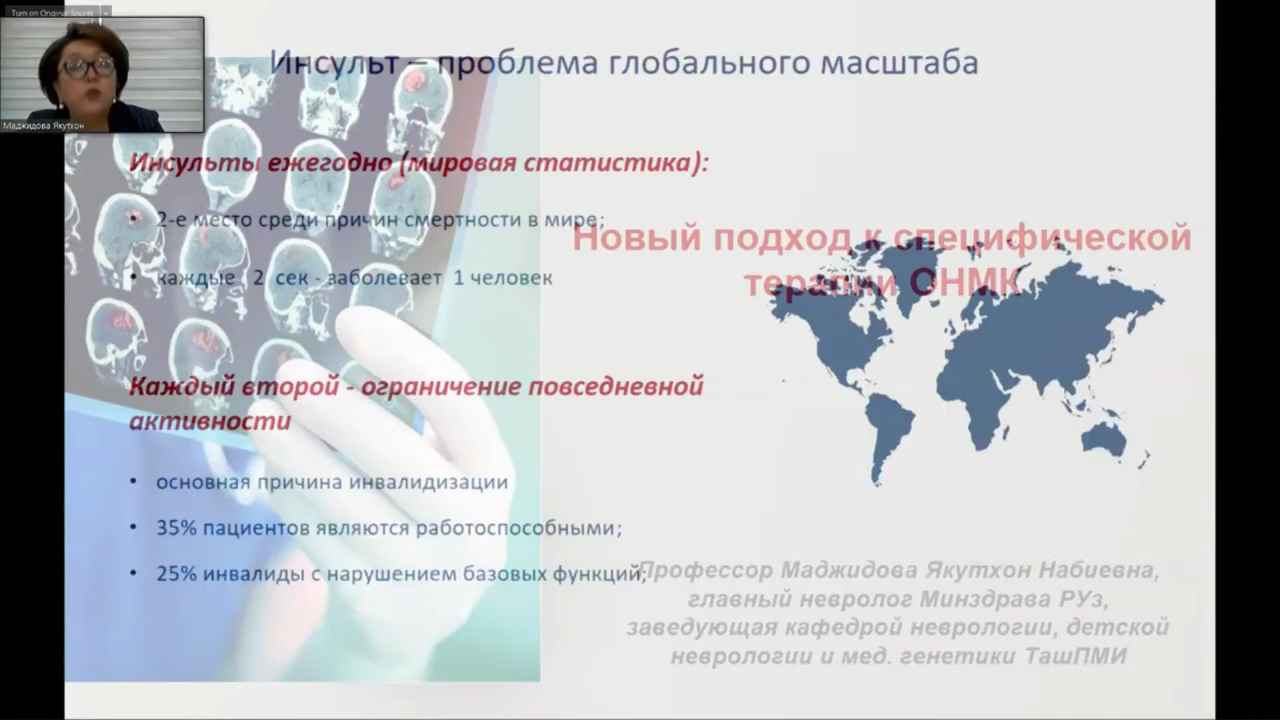 Turn on Original Sound
Маджидова Якутхон
Инсульт – проблема глобального масштаба
Инсульты ежегодно (мировая статистика):
• 2-е место среди причин смертности в мире;
• каждые 2 сек - заболевает 1 человек
Новый подход к специфической
терапии ОНМК
Каждый второй - ограничение повседневной
активности
• основная причина инвалидизации
• 35% пациентов являются работоспособными;
• 25% инвалиды с нарушением базовых функций;
Профессор Маджидова Якутхон Набиевна,
главный невролог Минздрава РУз,
заведующая кафедрой неврологии, детской
неврологии и мед. генетики ТашПМИ